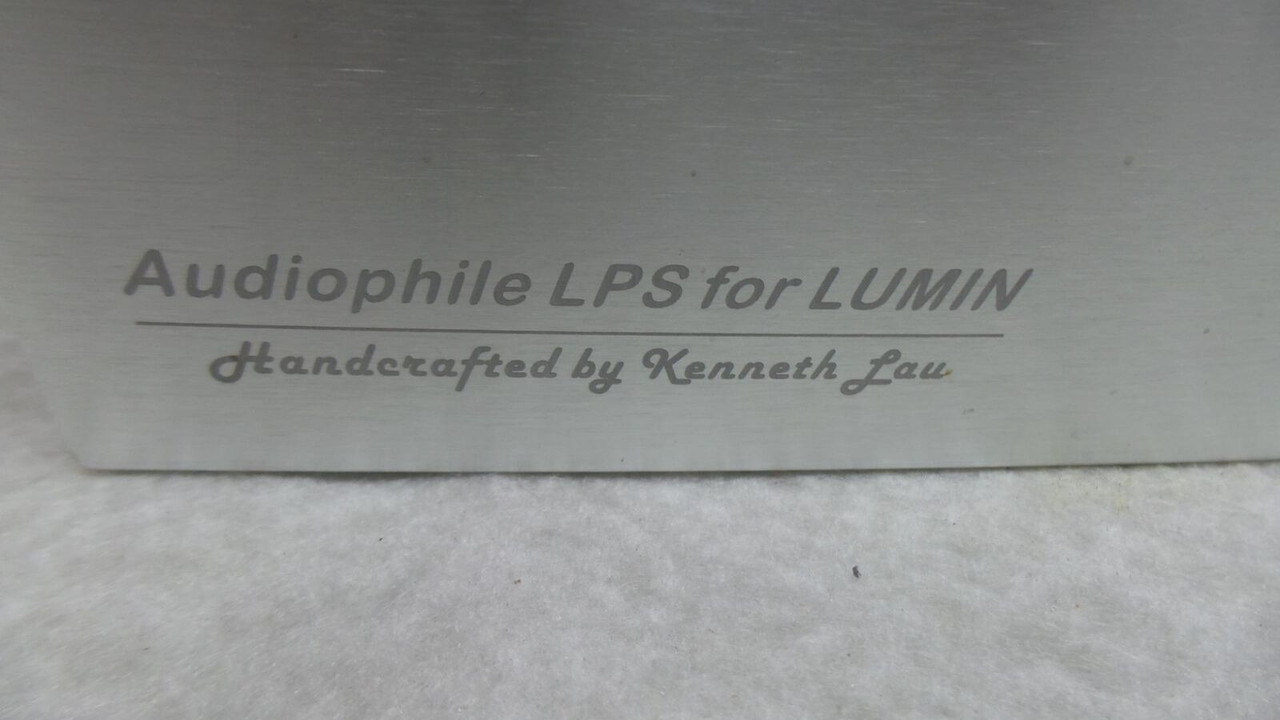 Audiophile LPS for LUMIN
Handcrafted by Kenneth Lau